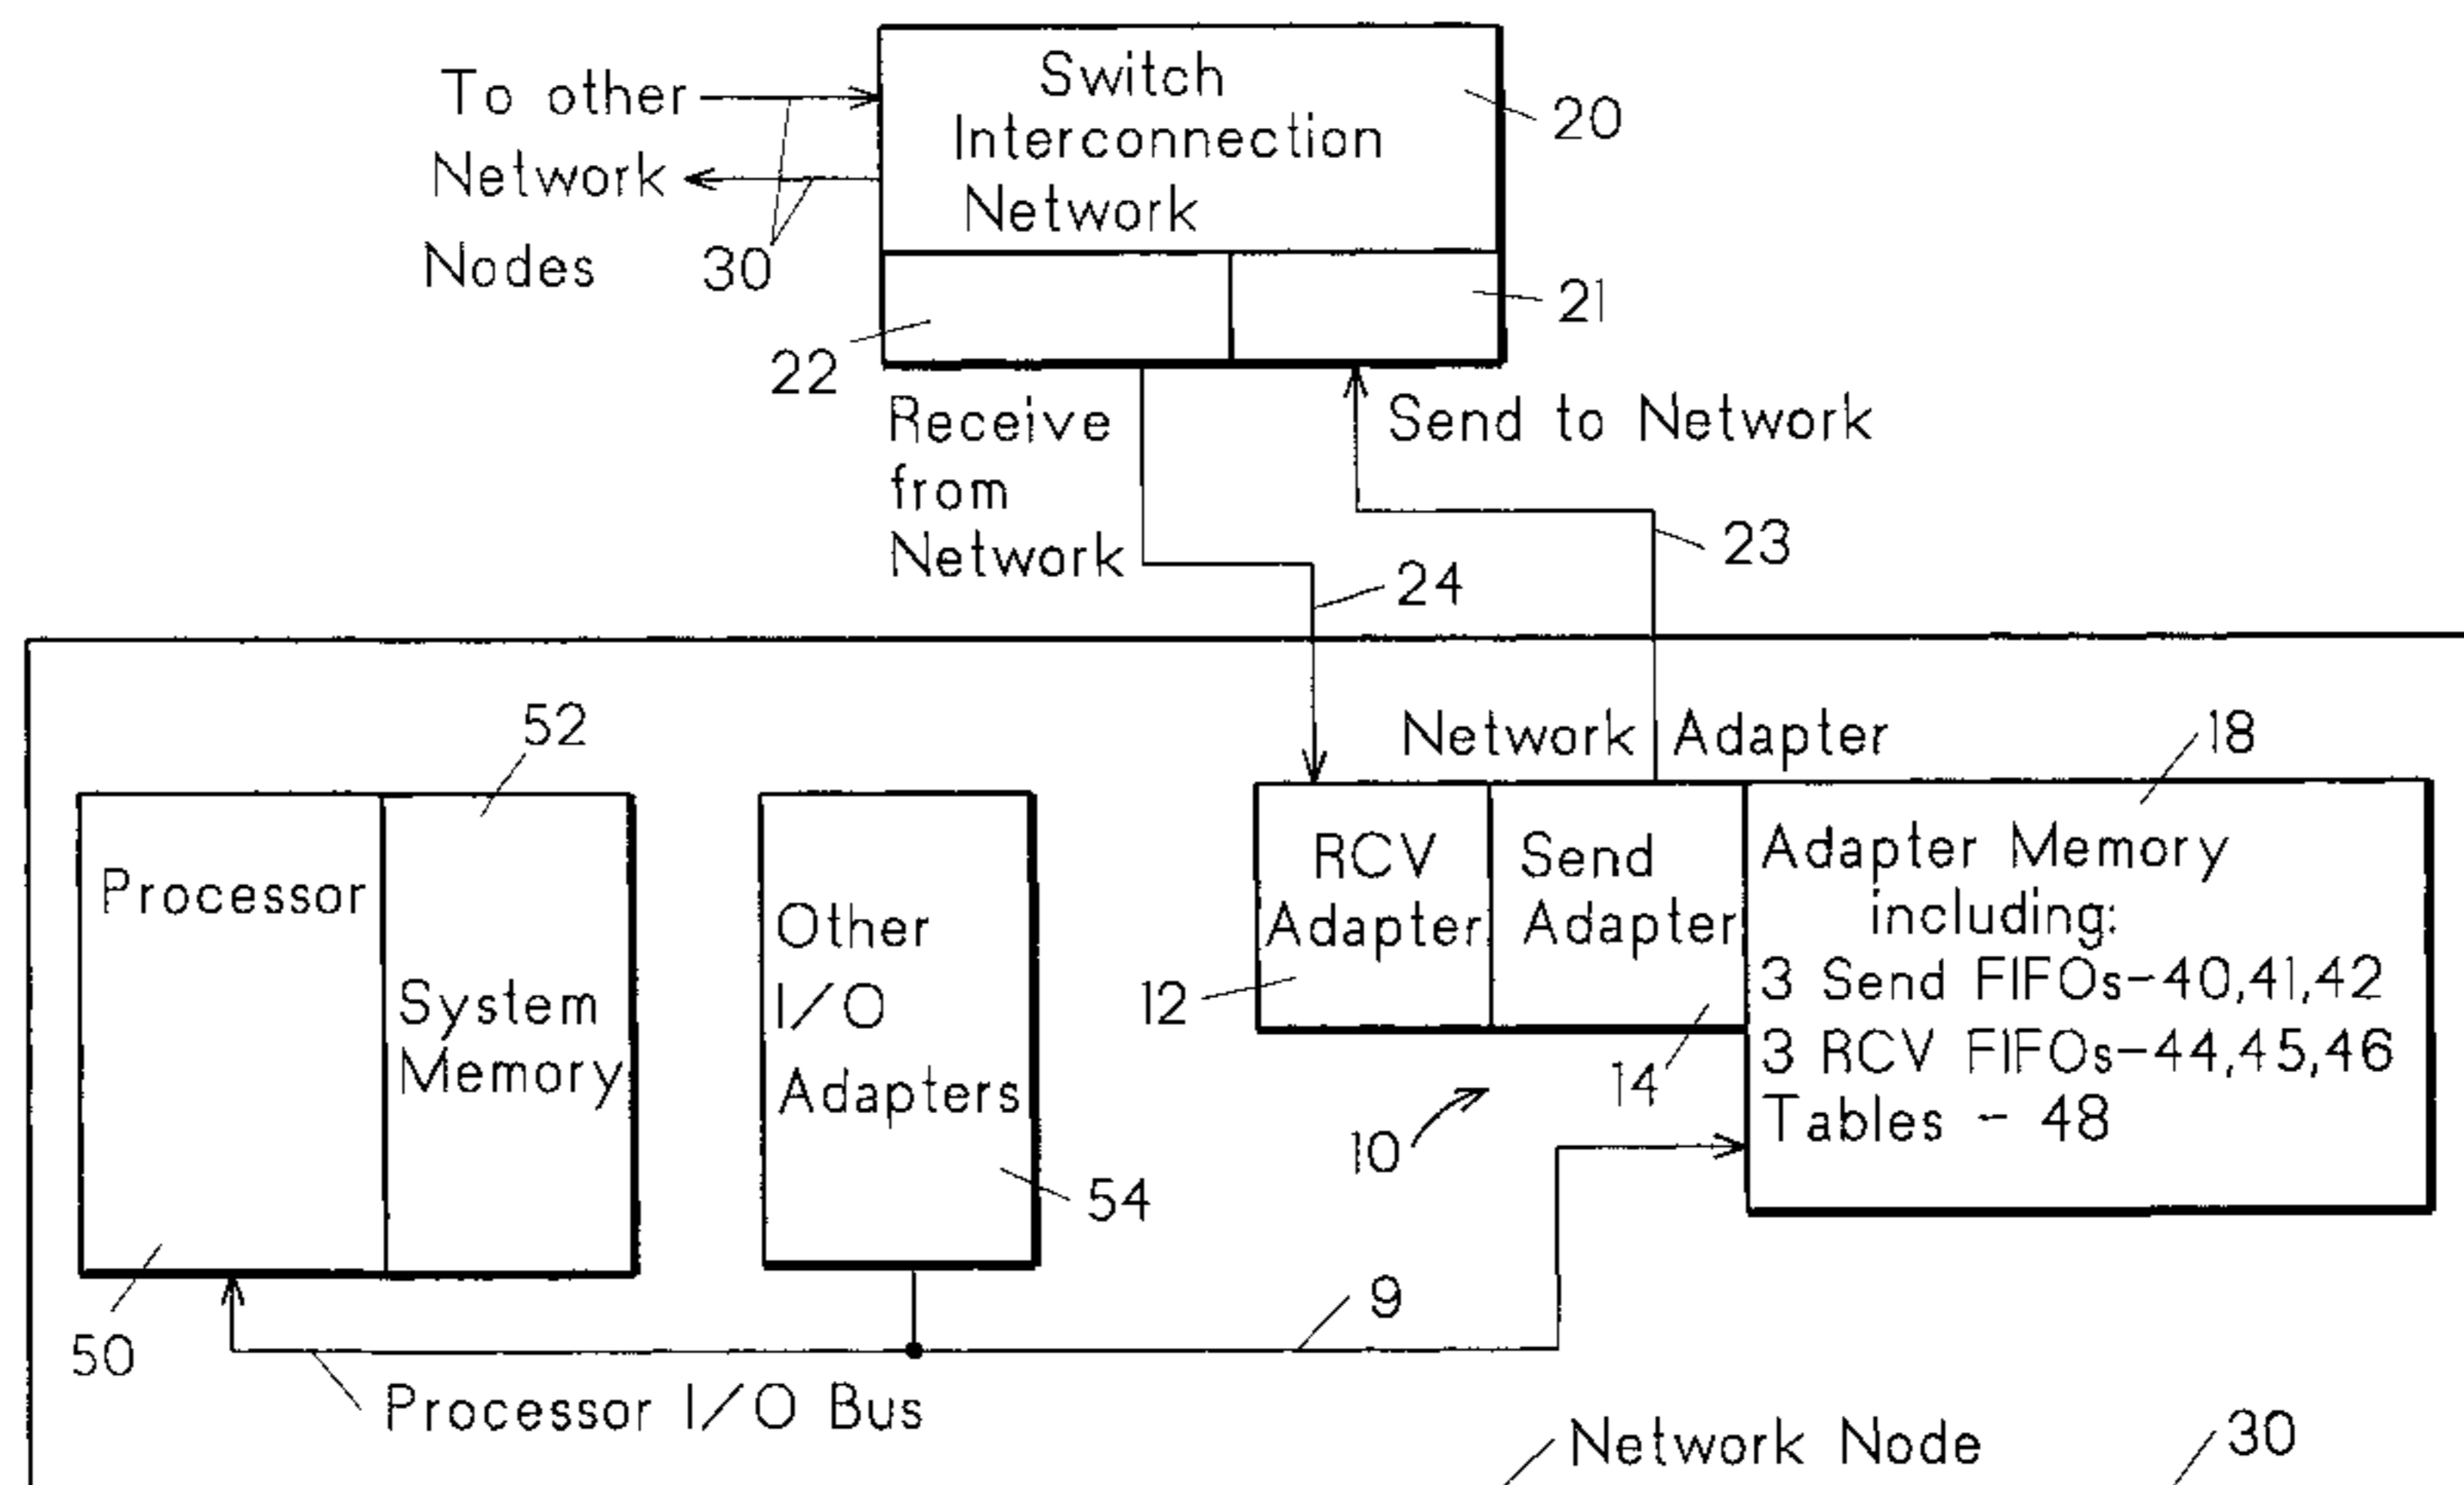 Switch
Interconnection
Network
20
To other
Network
Nodes
30
21
22
Receive
from
Network
Send to Network
23
24
Network Adapter
18
52
Processor
System
Memory
Other
I/O
Adapters
RCV
Adapter
Send
Adapter
Adapter Memory
including:
3 Send FIFOs-40,41,42
3 RCV FIFOs-44,45,46
Tables - 48
12
14
10
54
50
9
Processor I/O Bus
Network Node
30